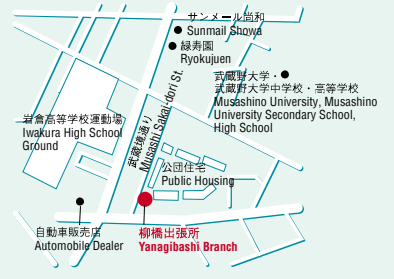 サンメール尚和
Sunmail Showa
緑寿園
Ryokujuen
武蔵野大学・
武蔵野大学中学校・高等学校
Musashino University, Musashino
University Secondary School,
High School
岩倉高等学校運動場
Iwakura High School
Ground
武蔵境通り
Musashi Sakai-dori St.
公団住宅
Public Housing
自動車販売店
Automobile Dealer
柳橋出張所
Yanagibashi Branch